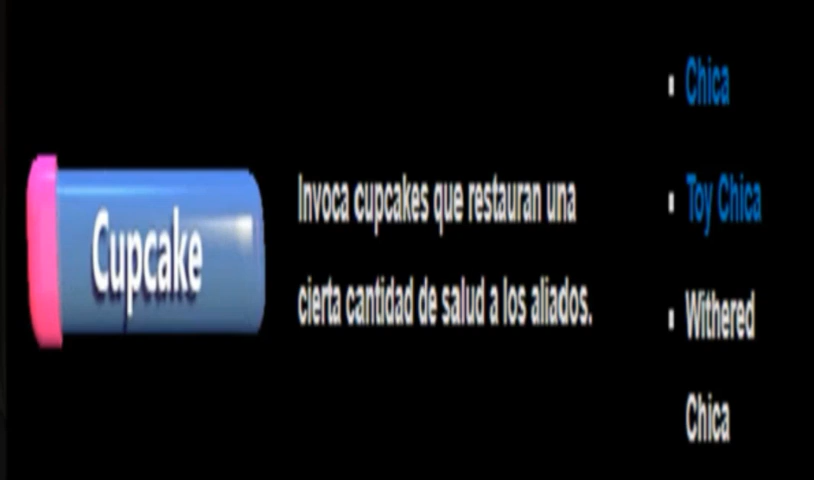 Cupcake
Invoca cupcakes que restauran una
cierta cantidad de salud a los aliados.
Chica
Toy Chica
Withered
Chica